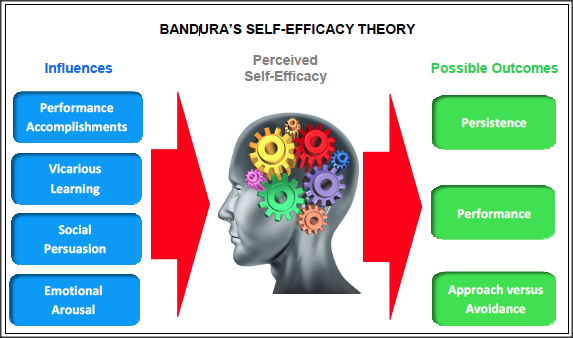 BANDURA'S SELF-EFFICACY THEORY
Influences
Perceived
Self-Efficacy
Possible Outcomes
Performance
Accomplishments
Vicarious
Learning
Social
Persuasion
Emotional
Arousal
Persistence
Performance
Approach versus
Avoidance